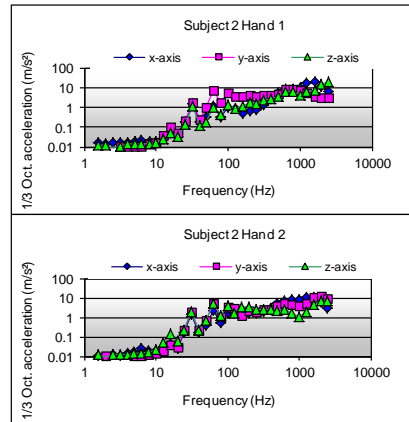 Subject 2 Hand 1
x-axis y-axis z-axis
1/3 Oct. acceleration (m/s²)
100
10
1
0.1
0.01
1 10 100 1000 10000
Frequency (Hz)
Subject 2 Hand 2
x-axis y-axis z-axis
1/3 Oct. acceleration (m/s²)
100
10
1
0.1
0.01
1 10 100 1000 10000
Frequency (Hz)